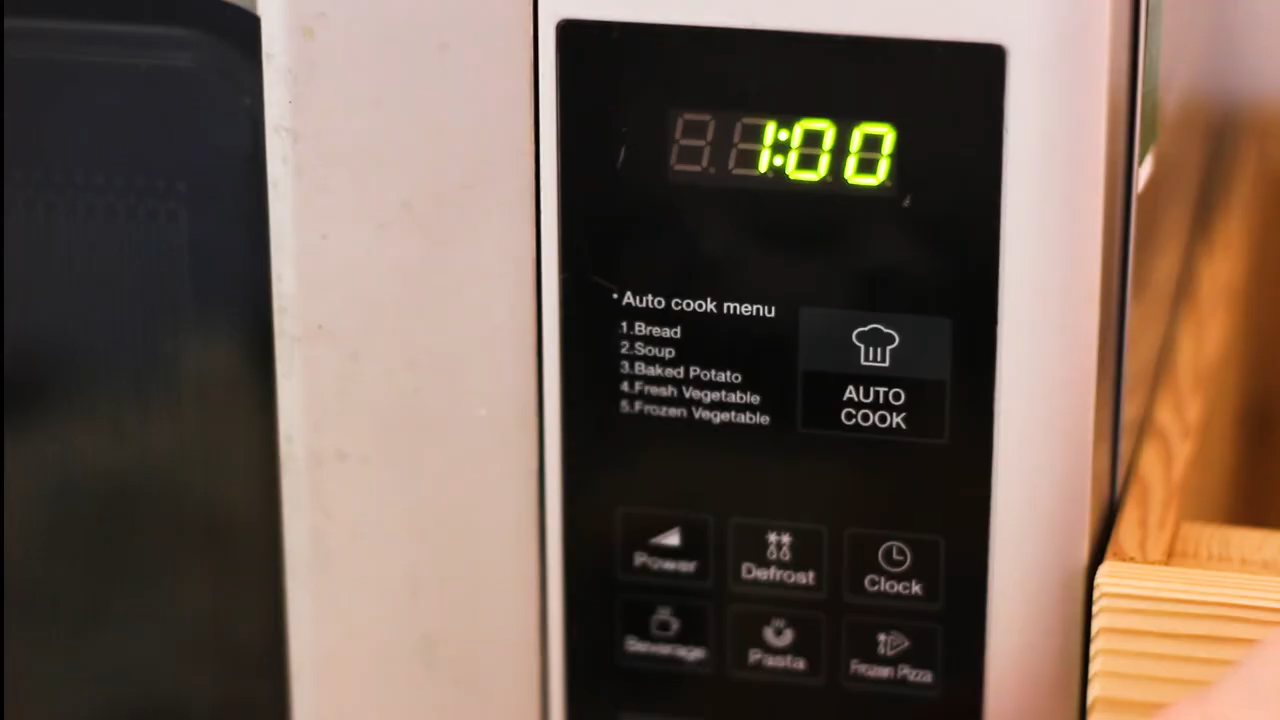 1:00
Auto cook menu
1.Bread
2.Soup
3.Baked Potato
4.Fresh Vegetable
5.Frozen Vegetable
AUTO
COOK
Power
Defrost
Clock
Beverage
Pasta
Frozen Pizza